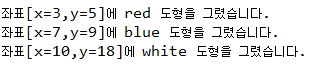 좌표[x=3,y=5]에 red 도형을 그렸습니다.
좌표[x=7,y=9]에 blue 도형을 그렸습니다.
좌표[x=10,y=18]에 white 도형을 그렸습니다.